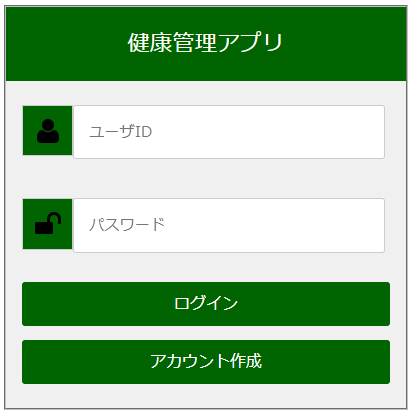 健康管理アプリ
ユーザID
パスワード
ログイン
アカウント作成